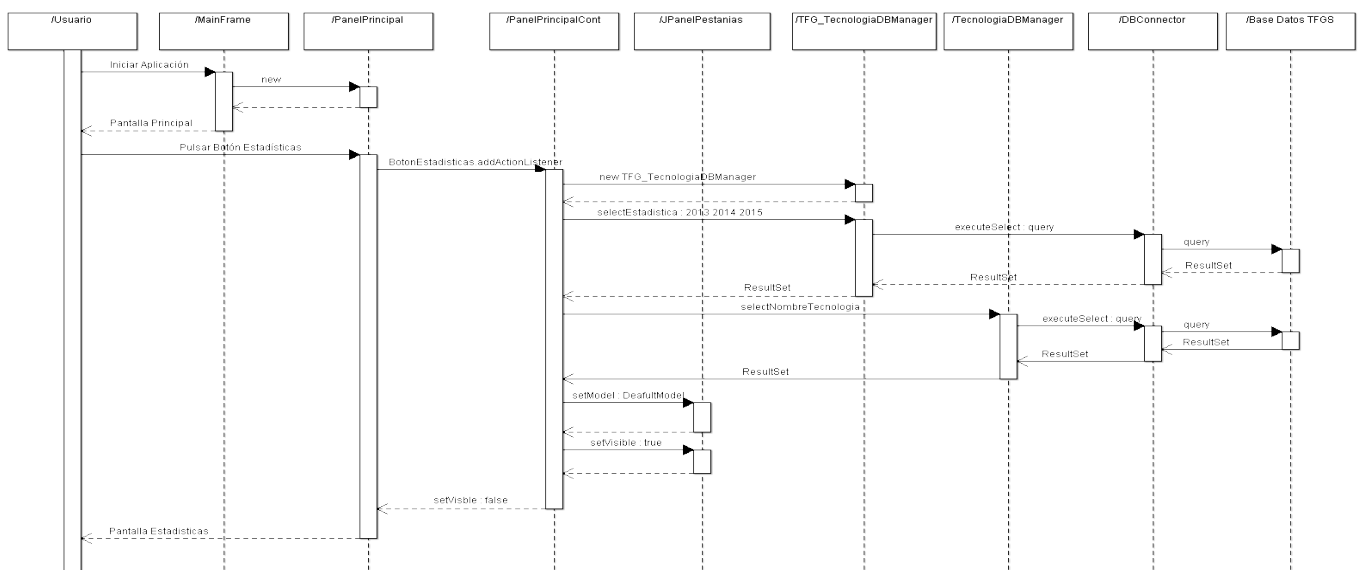 /Usuario
/MainFrame
/PanelPrincipal
/PanelPrincipalCont
/JPanelPestanias
/TFG_TecnologiaDBManager
/TecnologiaDBManager
/DBConnector
/Base Datos TFGS
Iniciar Aplicación
new
Pantalla Principal
Pulsar Botón Estadísticas
BotonEstadisticas addActionListener
new TFG_TecnologiaDBManager
selectEstadistica : 2013 2014 2015
executeSelect : query
query
ResultSet
ResultSet
ResultSet
selectNombreTecnologia
executeSelect : query
query
ResultSet
ResultSet
ResultSet
setModel : DeafultModel
setVisible : true
setVisble : false
Pantalla Estadisticas